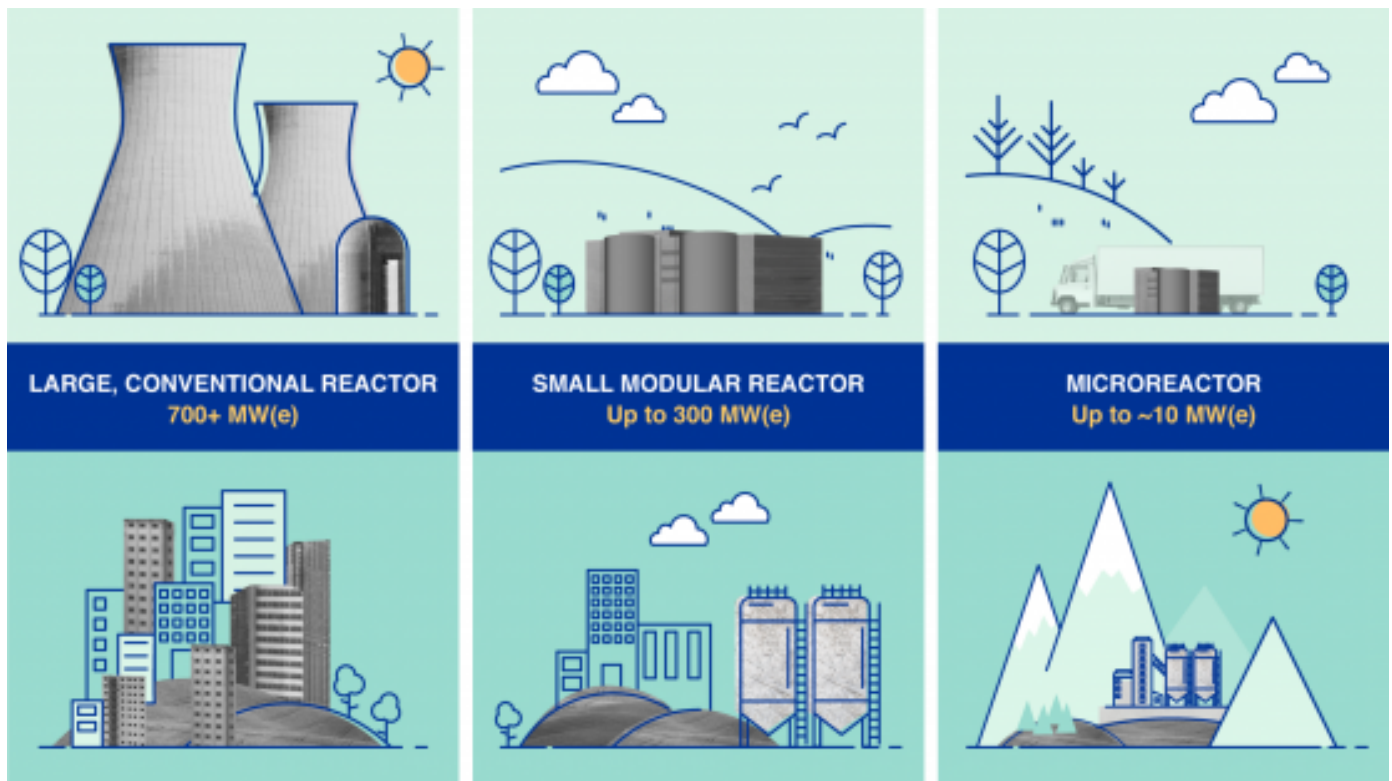 LARGE, CONVENTIONAL REACTOR
700+ MW(e)
SMALL MODULAR REACTOR
Up to 300 MW(e)
MICROREACTOR
Up to ~10 MW(e)